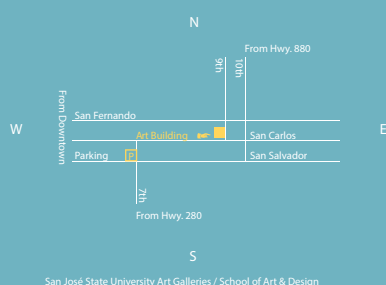 N
From Hwy. 880
9th
10th
From Downtown
San Fernando
W
Art Building
San Carlos
E
Parking
P
San Salvador
7th
From Hwy. 280
S
San José State University Art Galleries / School of Art & Design